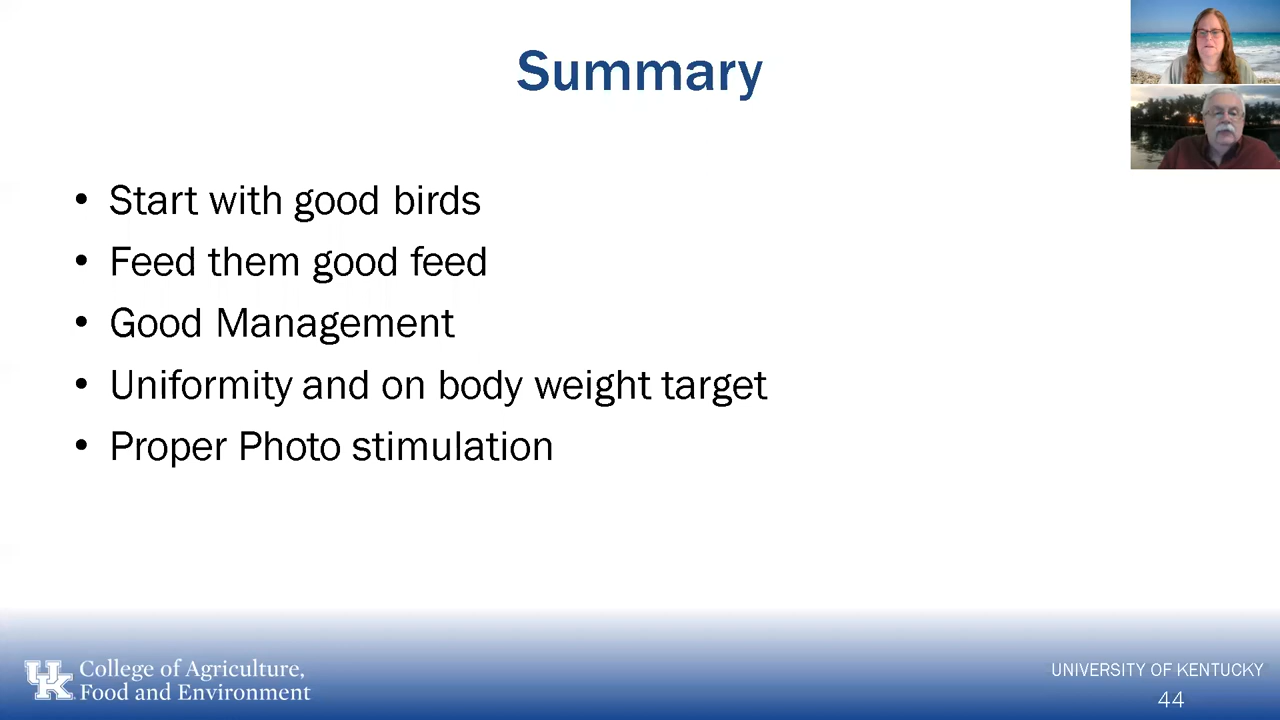 Summary
• Start with good birds
• Feed them good feed
• Good Management
• Uniformity and on body weight target
• Proper Photo stimulation
UK College of Agriculture,
Food and Environment
UNIVERSITY OF KENTUCKY
44